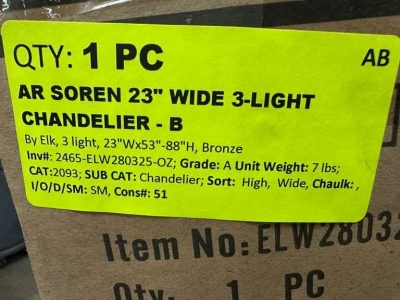 QTY: 1 PC
AB
AR SOREN 23" WIDE 3-LIGHT
CHANDELIER - B
By Elk, 3 light, 23"Wx53"-88"H, Bronze
Inv#: 2465-ELW280325-OZ; Grade: A Unit Weight: 7 lbs;
CAT:2093; SUB CAT: Chandelier; Sort: High, Wide, Chaulk: ,
I/O/D/SM: SM, Cons#: 51
Item No: ELW28032
Qty: 1 PC